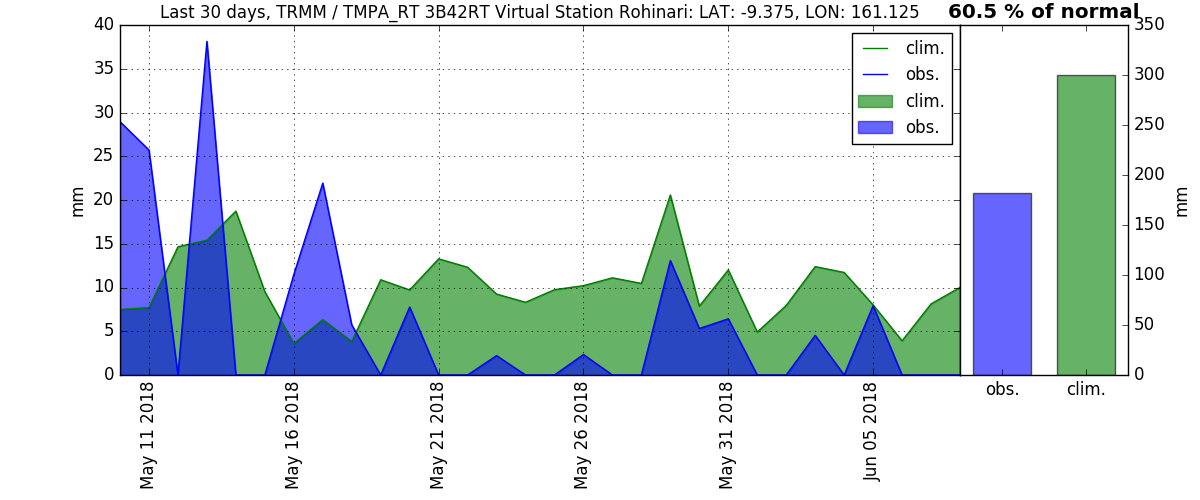 Last 30 days, TRMM / TMPA_RT 3B42RT Virtual Station Rohinari: LAT: -9.375, LON: 161.125
60.5 % of normal
40
35
30
25
20
15
10
5
0
mm
clim.
obs.
clim.
obs.
May 11 2018
May 16 2018
May 21 2018
May 26 2018
May 31 2018
Jun 05 2018
350
300
250
200
150
100
50
0
mm
obs.
clim.